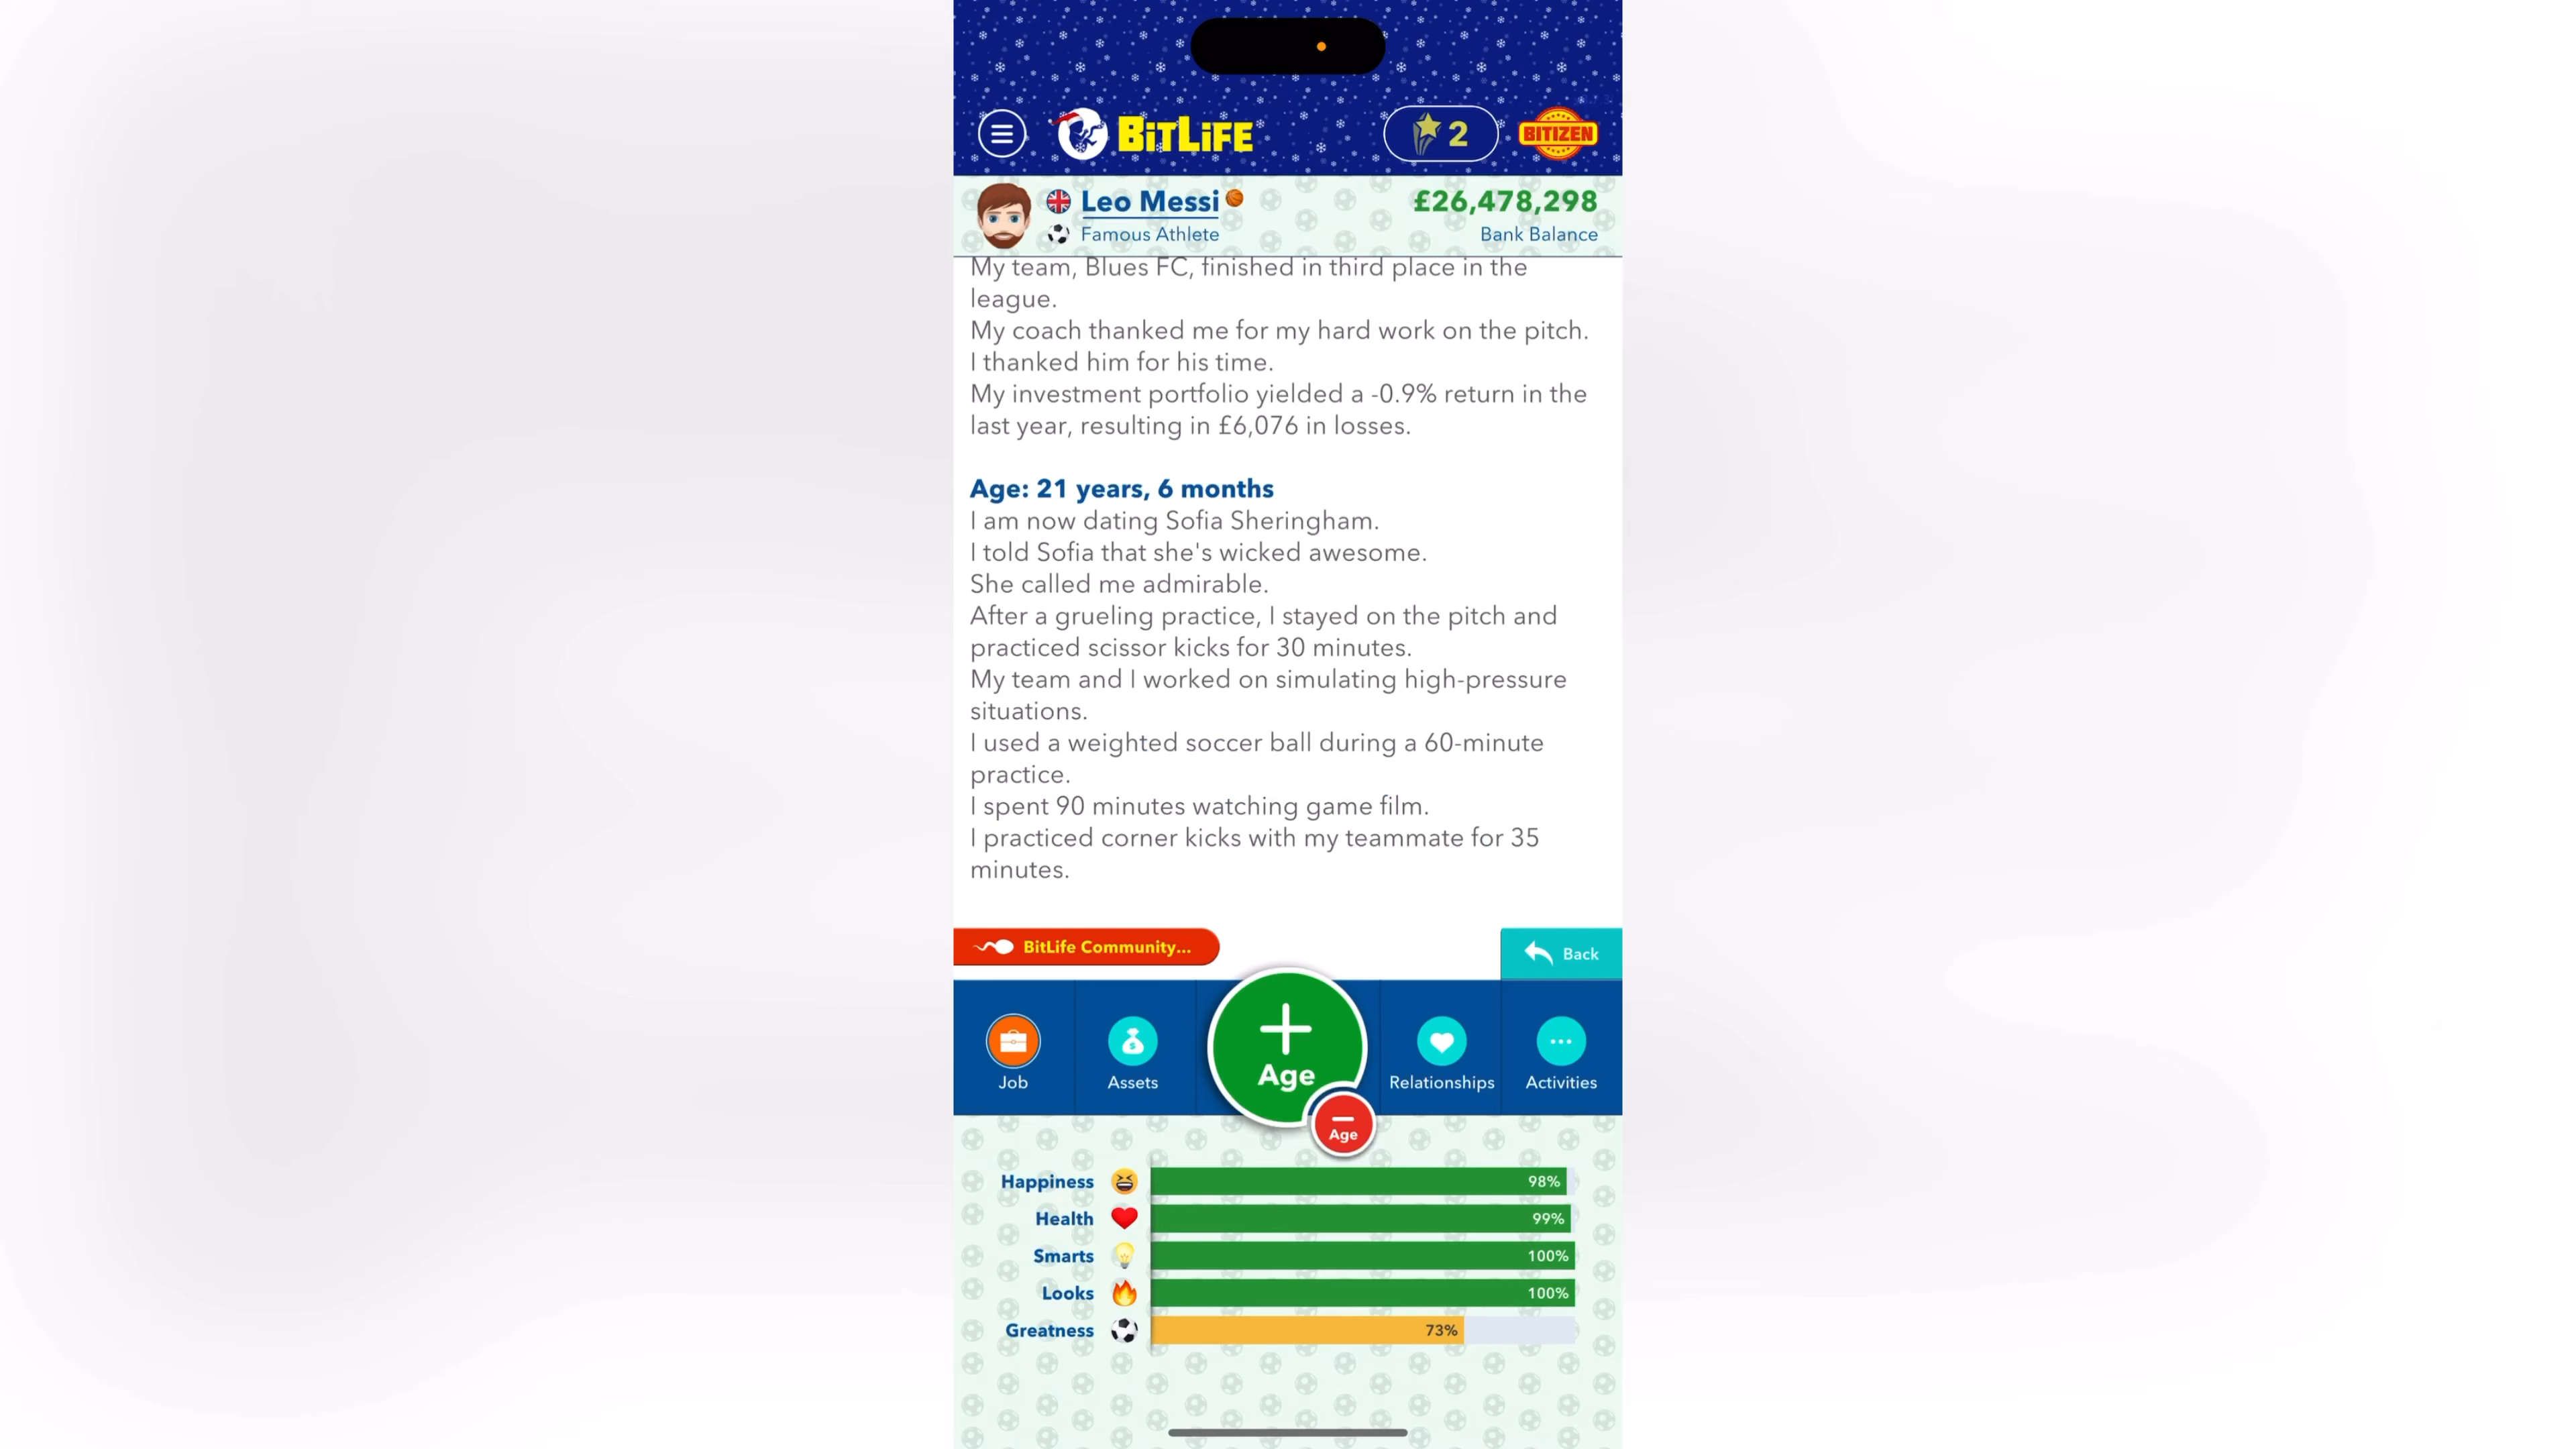 BiTLiFE
2
BITIZEN
Leo Messi
£26,478,298
Famous Athlete
Bank Balance
My team, Blues FC, finished in third place in the
league.
My coach thanked me for my hard work on the pitch.
I thanked him for his time.
My investment portfolio yielded a -0.9% return in the
last year, resulting in £6,076 in losses.
Age: 21 years, 6 months
I am now dating Sofia Sheringham.
I told Sofia that she's wicked awesome.
She called me admirable.
After a grueling practice, I stayed on the pitch and
practiced scissor kicks for 30 minutes.
My team and I worked on simulating high-pressure
situations.
I used a weighted soccer ball during a 60-minute
practice.
I spent 90 minutes watching game film.
I practiced corner kicks with my teammate for 35
minutes.
BitLife Community...
Back
Job
Assets
Age
Relationships
Activities
Age
Happiness
98%
Health
99%
Smarts
100%
Looks
100%
Greatness
73%